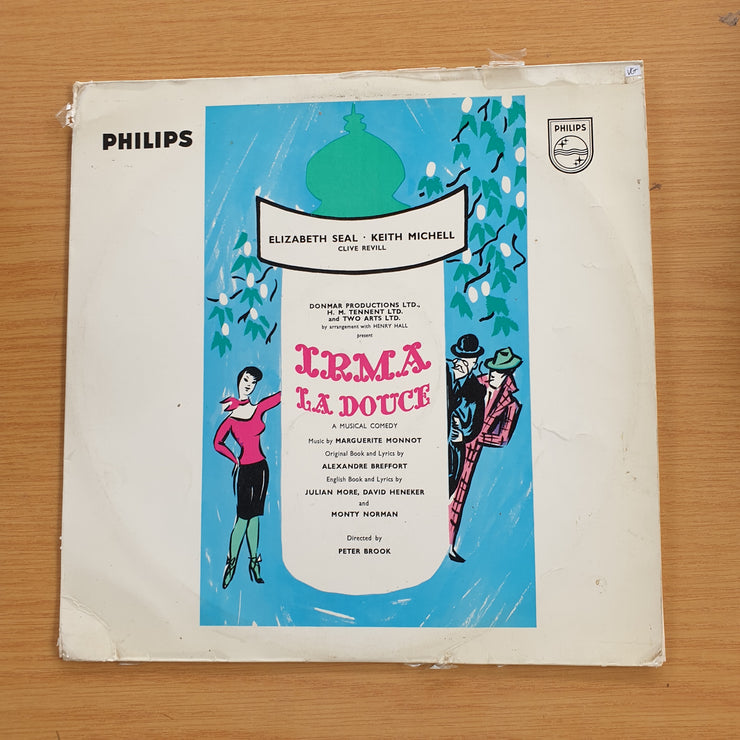 PHILIPS
PHILIPS
ELIZABETH SEAL · KEITH MICHELL
CLIVE REVILL
DONMAR PRODUCTIONS LTD.,
H. M. TENNENT LTD.
and TWO ARTS LTD.
by arrangement with HENRY HALL
present
IRMA
LA DOUCE
A MUSICAL COMEDY
Music by MARGUERITE MONNOT
Original Book and Lyrics by
ALEXANDRE BREFFORT
English Book and Lyrics by
JULIAN MORE, DAVID HENEKER
and
MONTY NORMAN
Directed by
PETER BROOK